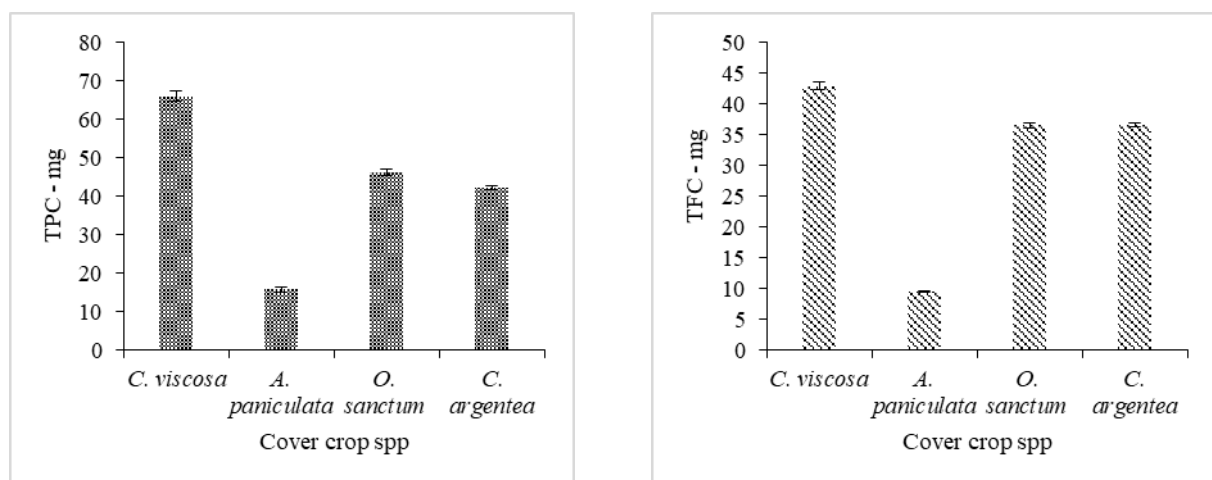 80
70
60
50
40
30
20
10
0
TPC - mg
C. viscosa
A.
paniculata
O.
sanctum
C.
argentea
Cover crop spp
50
45
40
35
30
25
20
15
10
5
0
TFC - mg
C. viscosa
A.
paniculata
O.
sanctum
C.
argentea
Cover crop spp